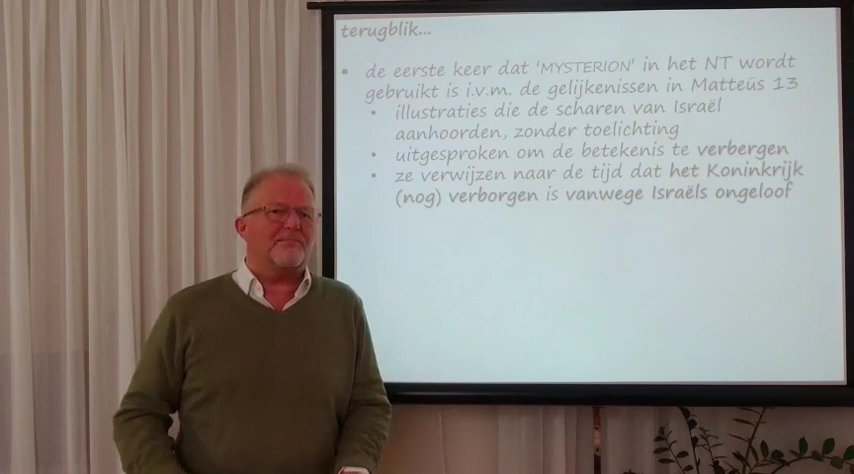 terugblik...
▪ de eerste keer dat 'MYSTERION' in het NT wordt
gebruikt is i.v.m. de gelijkenissen in Matteüs 13
• illustraties die de scharen van Israël
aanhoorden, zonder toelichting
• uitgesproken om de betekenis te verbergen
• ze verwijzen naar de tijd dat het Koninkrijk
(nog) verborgen is vanwege Israëls ongeloof